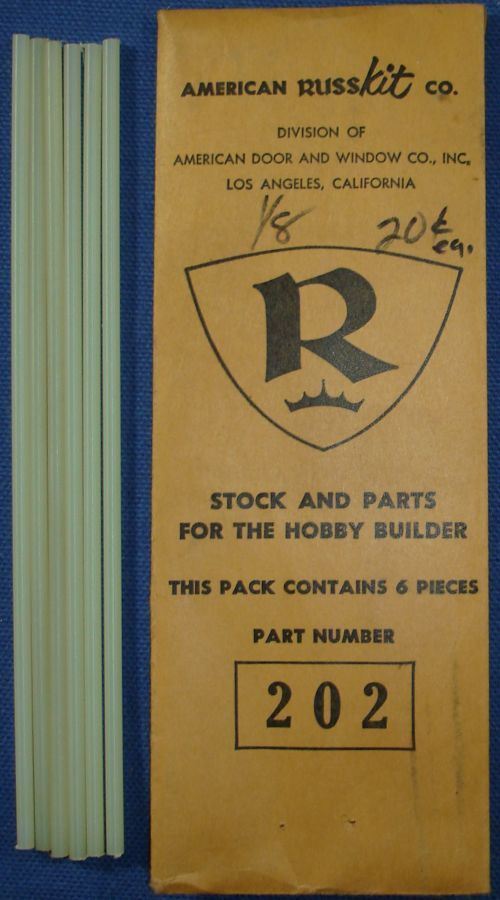 AMERICAN RUSSKit CO.
DIVISION OF
AMERICAN DOOR AND WINDOW CO., INC.
LOS ANGELES, CALIFORNIA
1/8 20¢
ea.
R
STOCK AND PARTS
FOR THE HOBBY BUILDER
THIS PACK CONTAINS 6 PIECES
PART NUMBER
202